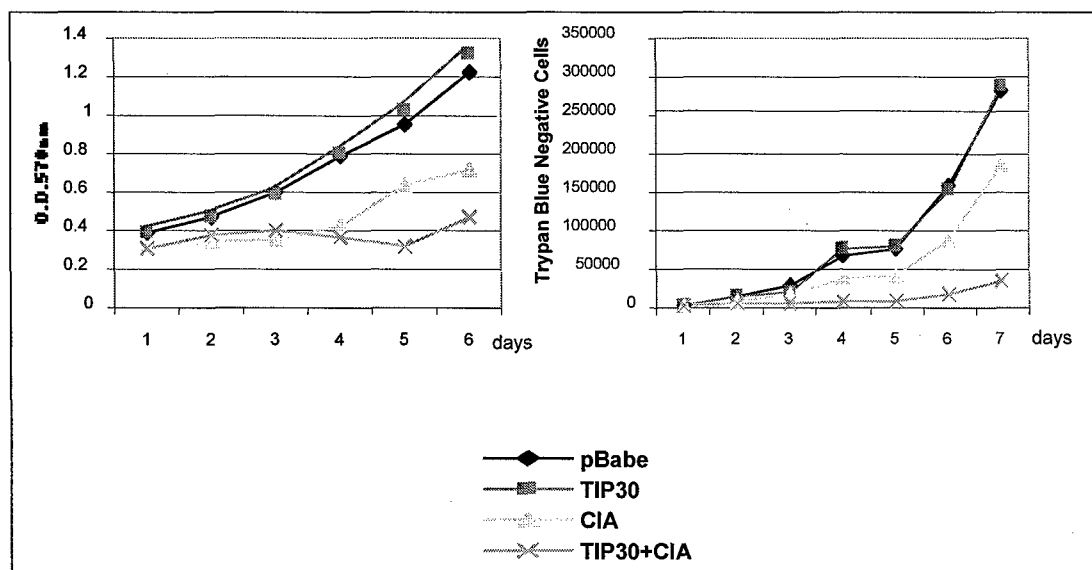 O.D.570nm
1.4
1.2
1
0.8
0.6
0.4
0.2
0
1 2 3 4 5 6 days
Trypan Blue Negative Cells
350000
300000
250000
200000
150000
100000
50000
0
1 2 3 4 5 6 7 days
pBabe
TIP30
CIA
TIP30+CIA